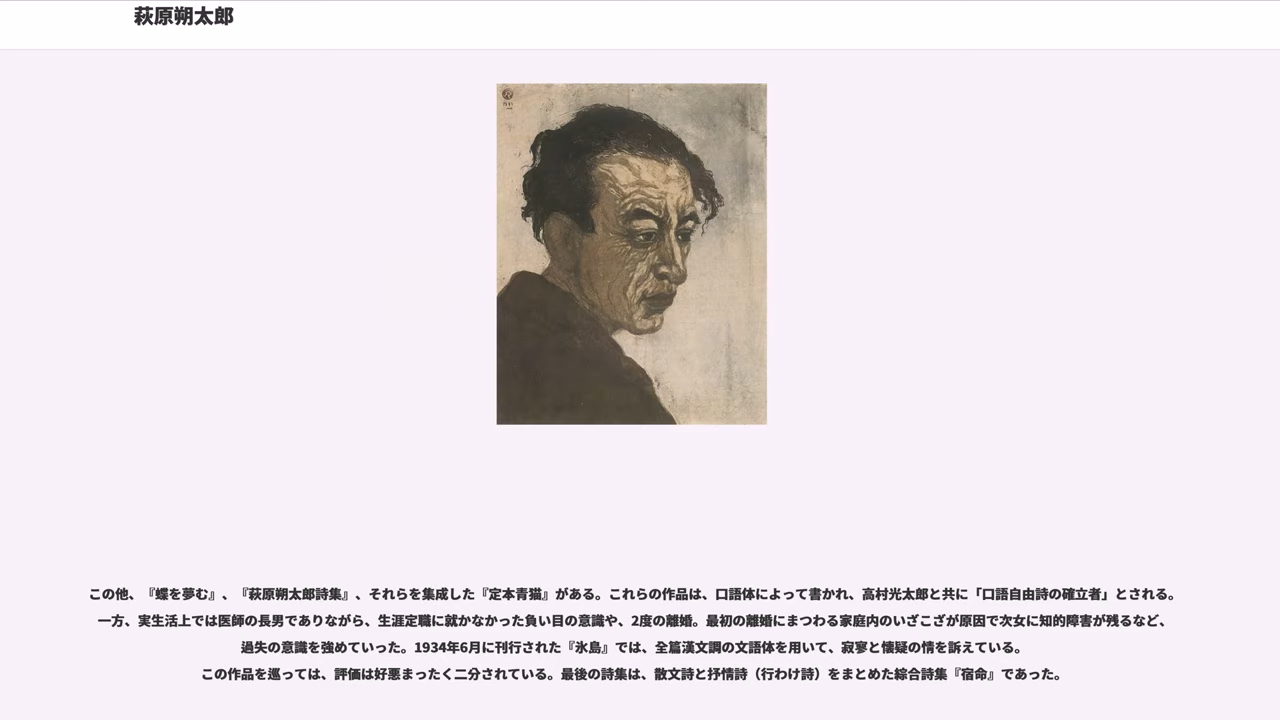 萩原朔太郎
この他、『蝶を夢む』、『萩原朔太郎詩集』、それらを集成した『定本青猫』がある。これらの作品は、口語体によって書かれ、高村光太郎と共に「口語自由詩の確立者」とされる。
一方、実生活上では医師の長男でありながら、生涯定職に就かなかった負い目の意識や、2度の離婚。最初の離婚にまつわる家庭内のいざこざが原因で次女に知的障害が残るなど、
過失の意識を強めていった。1934年6月に刊行された『氷島』では、全篇漢文調の文語体を用いて、寂寥と懐疑の情を訴えている。
この作品を巡っては、評価は好悪まったく二分されている。最後の詩集は、散文詩と抒情詩（行わけ詩）をまとめた綜合詩集『宿命』であった。